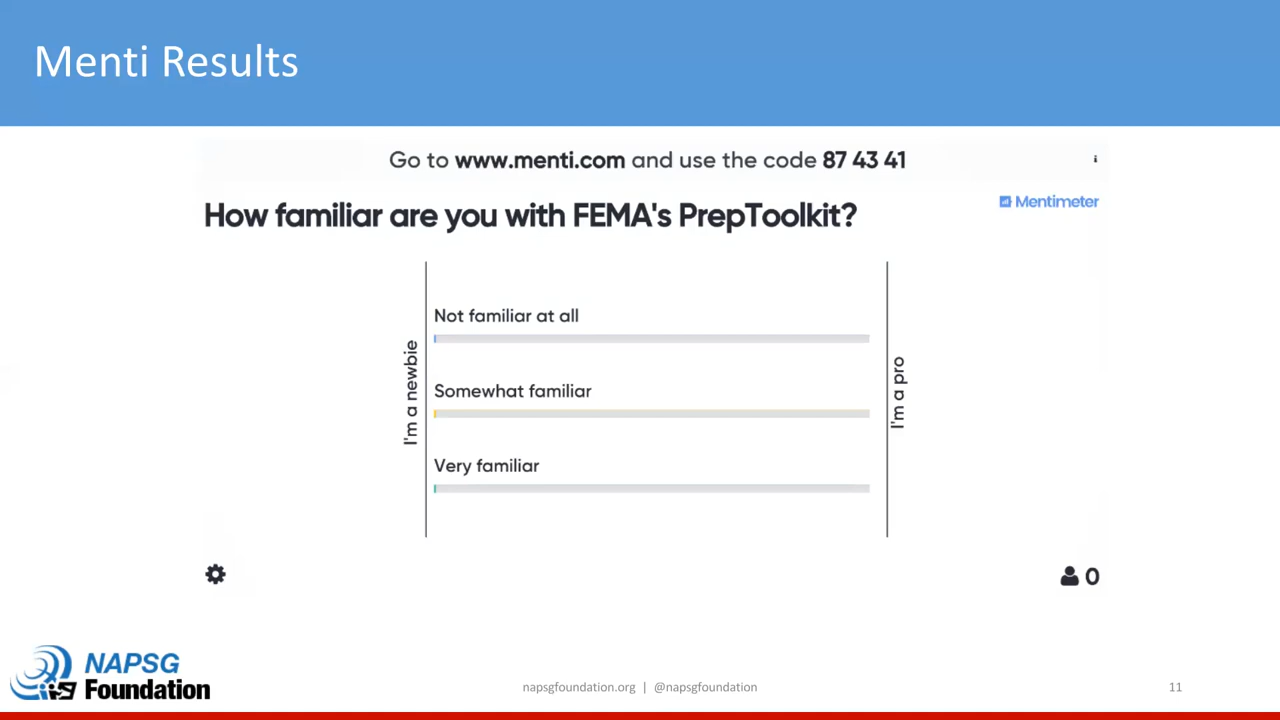 Menti Results
Go to www.menti.com and use the code 87 43 41
i
Mentimeter
How familiar are you with FEMA's PrepToolkit?
I'm a newbie
Not familiar at all
Somewhat familiar
Very familiar
I'm a pro
0
NAPSG
Foundation
napsgfoundation.org | @napsgfoundation
11